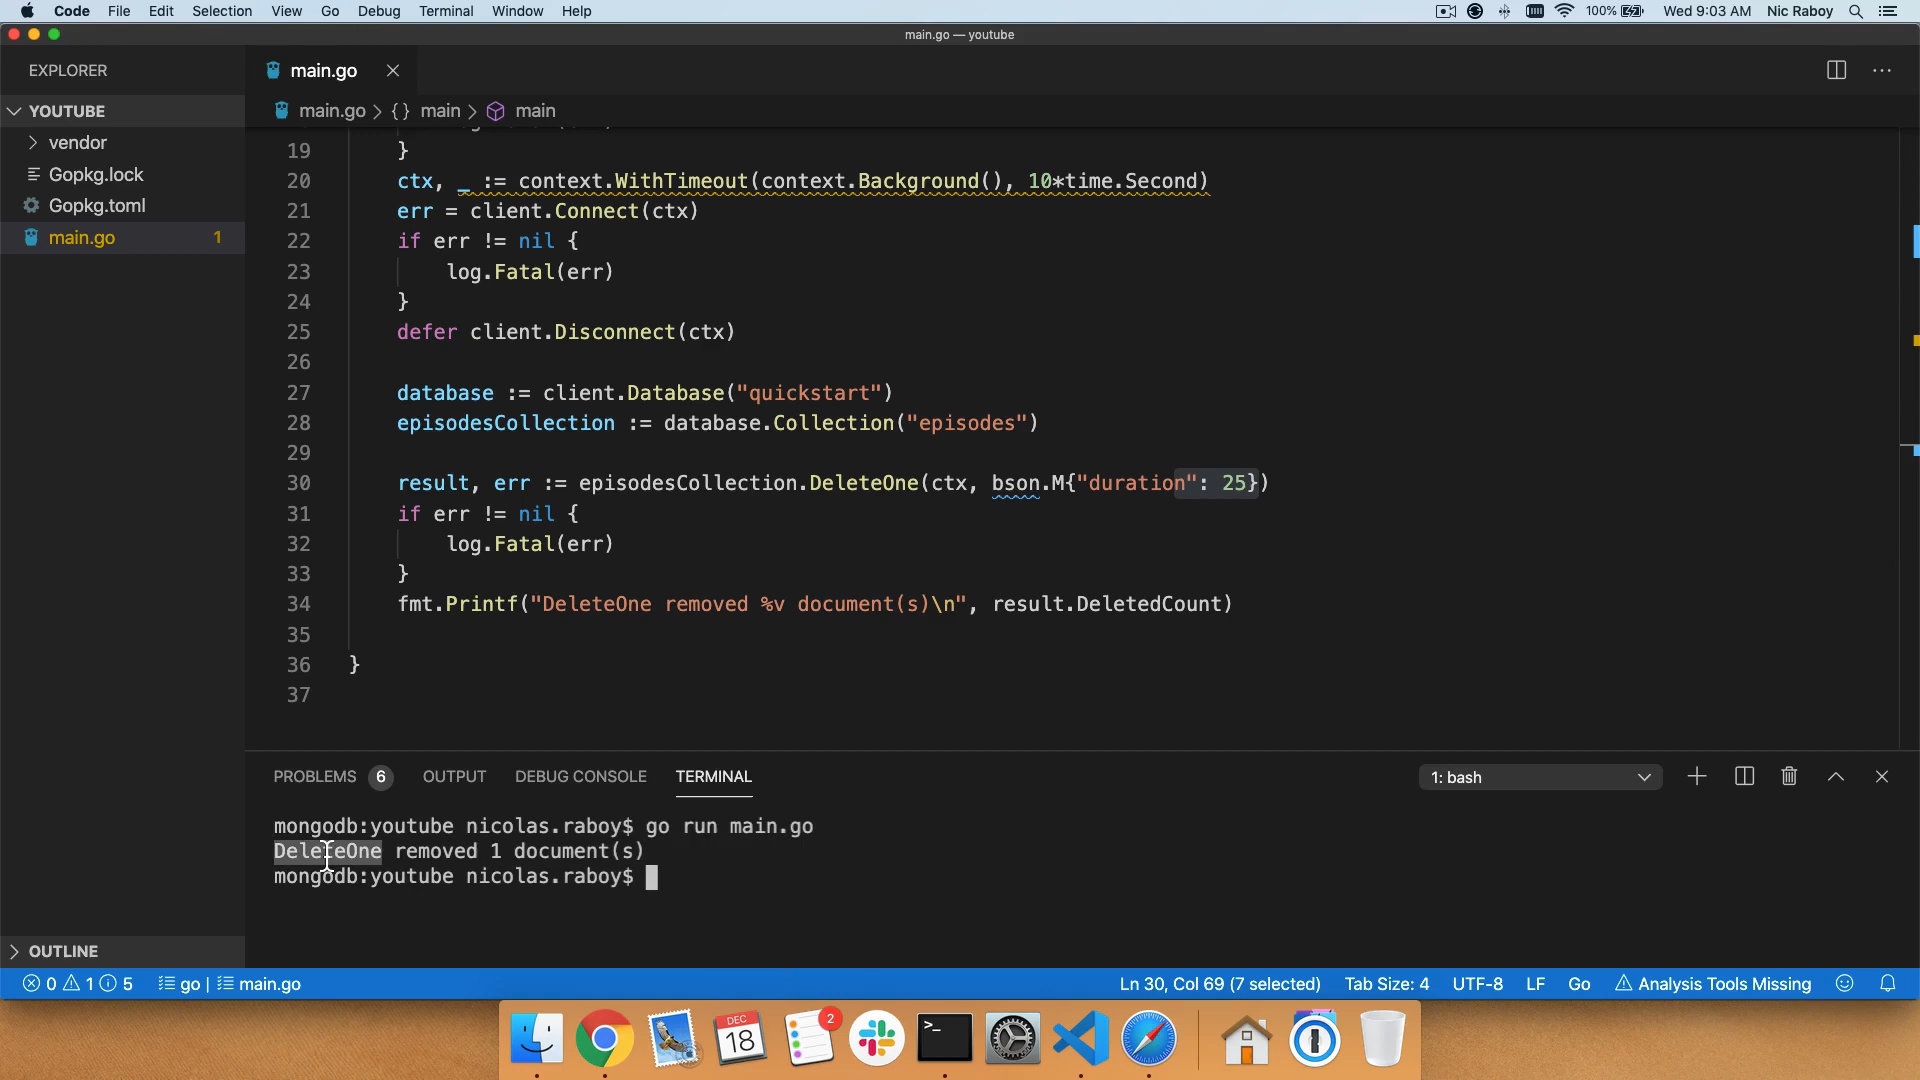 Code File Edit Selection View Go Debug Terminal Window Help
100% Wed 9:03 AM Nic Raboy
main.go — youtube
EXPLORER
main.go
YOUTUBE
main.go > {} main > main
vendor
Gopkg.lock
Gopkg.toml
main.go 1
19 }
20 ctx, _ := context.WithTimeout(context.Background(), 10*time.Second)
21 err = client.Connect(ctx)
22 if err != nil {
23 log.Fatal(err)
24 }
25 defer client.Disconnect(ctx)
26
27 database := client.Database("quickstart")
28 episodesCollection := database.Collection("episodes")
29
30 result, err := episodesCollection.DeleteOne(ctx, bson.M{"duration": 25})
31 if err != nil {
32 log.Fatal(err)
33 }
34 fmt.Printf("DeleteOne removed %v document(s)\n", result.DeletedCount)
35
36 }
37
PROBLEMS 6 OUTPUT DEBUG CONSOLE TERMINAL 1: bash
mongodb:youtube nicolas.raboy$ go run main.go
DeleteOne removed 1 document(s)
mongodb:youtube nicolas.raboy$
OUTLINE
0 1 5 go | main.go Ln 30, Col 69 (7 selected) Tab Size: 4 UTF-8 LF Go Analysis Tools Missing
DEC
18
2
>_